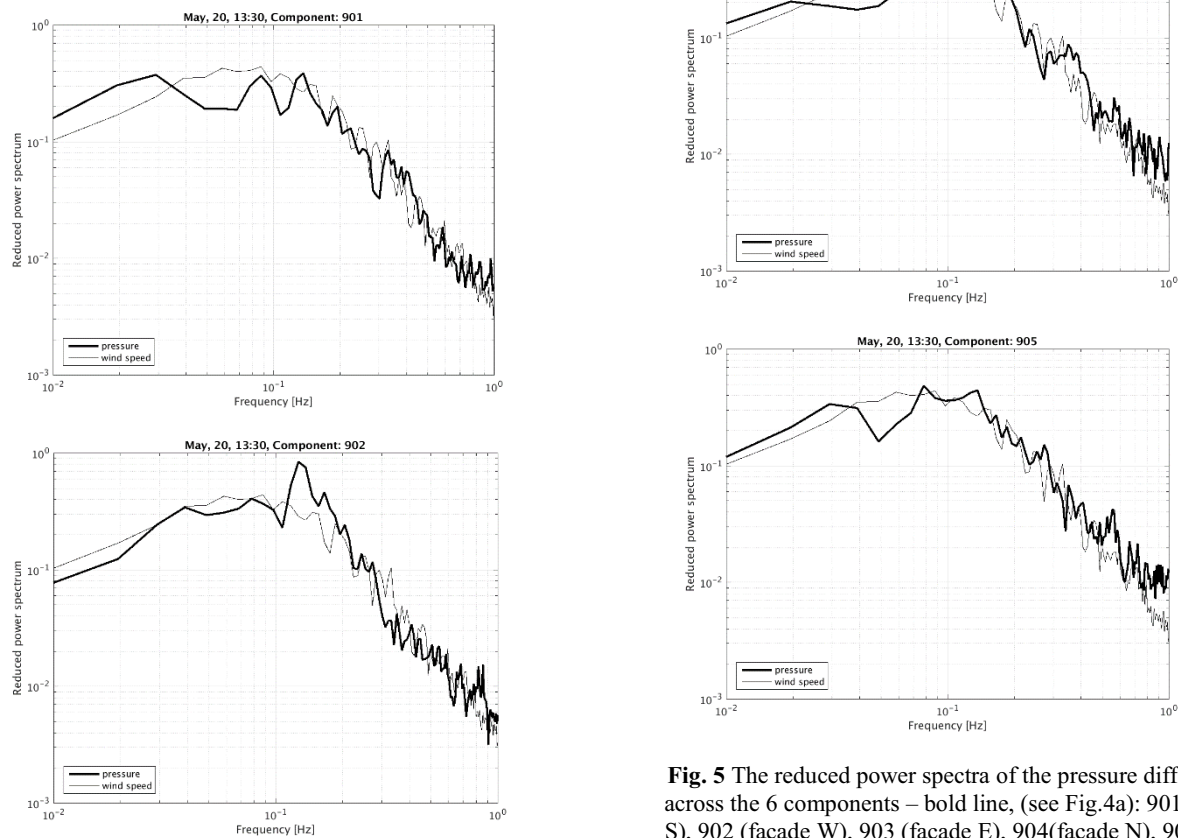 May, 20, 13:30, Component: 901
10^0
10^-1
10^-2
10^-3
Reduced power spectrum
pressure
wind speed
10^-2
10^-1
10^0
Frequency [Hz]
May, 20, 13:30, Component: 902
10^0
10^-1
10^-2
10^-3
Reduced power spectrum
pressure
wind speed
10^-2
10^-1
10^0
10^-1
10^-2
10^-3
Reduced power spectrum
pressure
wind speed
10^-2
10^-1
10^0
Frequency [Hz]
May, 20, 13:30, Component: 905
10^0
10^-1
10^-2
10^-3
Reduced power spectrum
pressure
wind speed
10^-2
10^-1
10^0
Frequency [Hz]
Fig. 5 The reduced power spectra of the pressure diff
across the 6 components – bold line, (see Fig.4a): 901
S), 902 (facade W), 903 (facade E), 904(facade N), 90